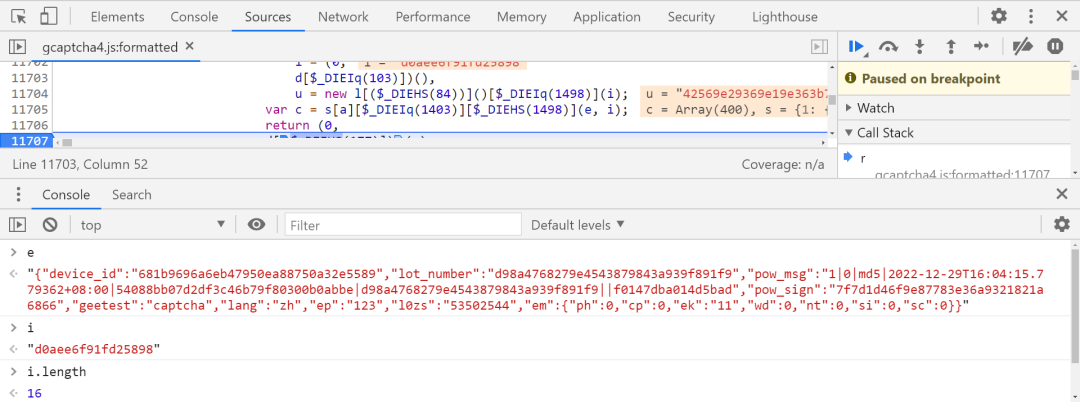 Elements Console Sources Network Performance Memory Application Security Lighthouse
gcaptcha4.js:formatted
11703 d[$_DIEIq(103)])(),
11704 u = new l[($_DIEHS(84))]()[$_DIEIq(1498)](i); u = "42569e29369e19e363b
11705 var c = s[a][$_DIEIq(1403)][$_DIEHS(1498)](e, i); c = Array(400), s = {1: {
11706 return (0,
11707
Line 11703, Column 52 Coverage: n/a
Paused on breakpoint
Watch
Call Stack
r
gcaptcha4.js:formatted:11707
Console Search
top Filter Default levels
> e
"{"device_id":"681b9696a6eb47950ea88750a32e5589","lot_number":"d98a4768279e4543879843a939f891f9","pow_msg":"1|0|md5|2022-12-29T16:04:15.7
79362+08:00|54088bb07d2df3c46b79f80300b0abbe|d98a4768279e4543879843a939f891f9||f0147dba014d5bad","pow_sign":"7f7d1d46f9e87783e36a9321821a
6866","geetest":"captcha","lang":"zh","ep":"123","l0zs":"53502544","em":{"ph":0,"cp":0,"ek":"11","wd":0,"nt":0,"si":0,"sc":0}}"
> i
"d0aee6f91fd25898"
> i.length
16